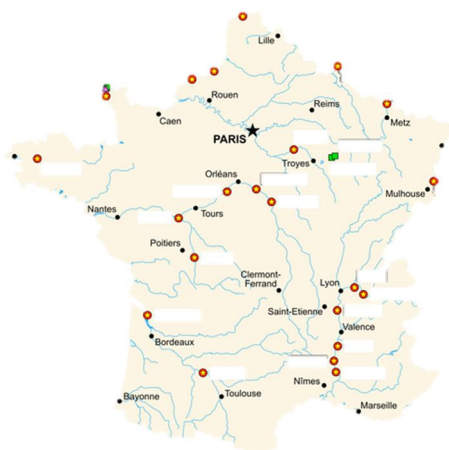 Lille
Rouen
Reims
Caen
Metz
PARIS
Troyes
Orléans
Mulhouse
Nantes
Tours
Poitiers
Clermont-
Ferrand
Lyon
Saint-Etienne
Valence
Bordeaux
Nîmes
Bayonne
Toulouse
Marseille